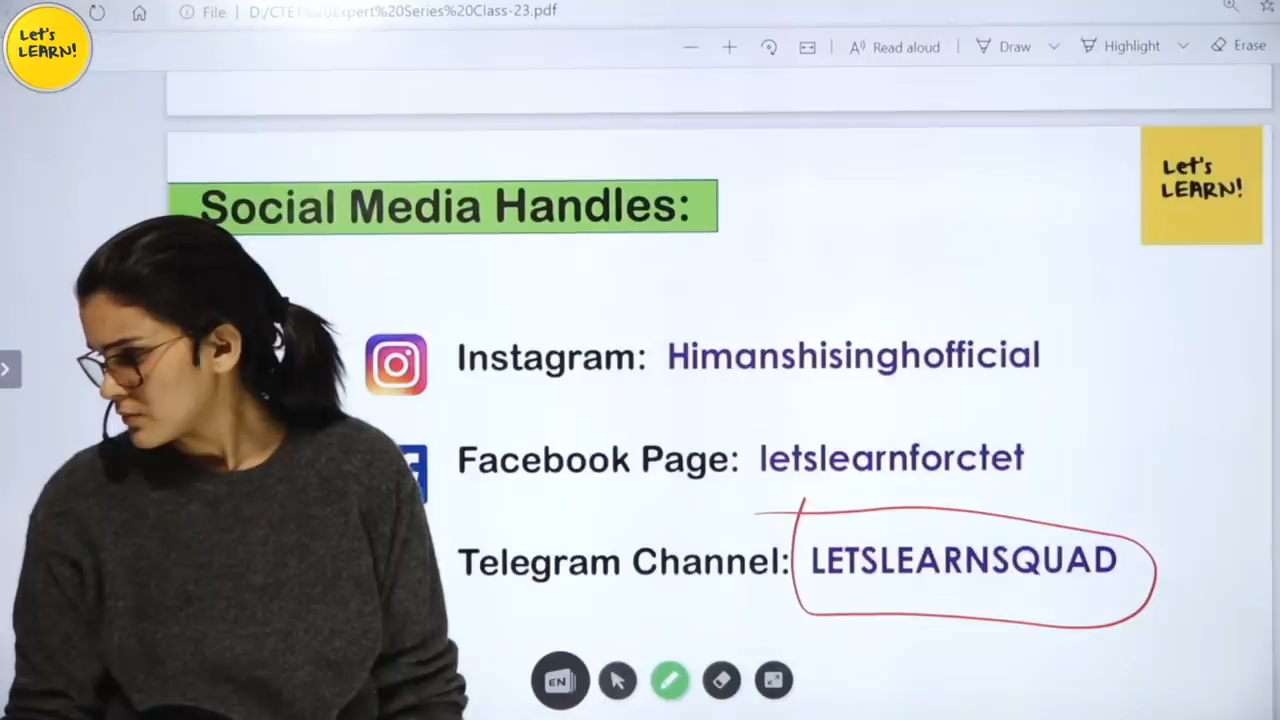 Let's
LEARN!
File | D:/CTET%20Expert%20Series%20Class-23.pdf
Read aloud
Draw
Highlight
Erase
Let's
LEARN!
Social Media Handles:
Instagram: Himanshisinghofficial
Facebook Page: letslearnforctet
Telegram Channel: LETSLEARNSQUAD
EN